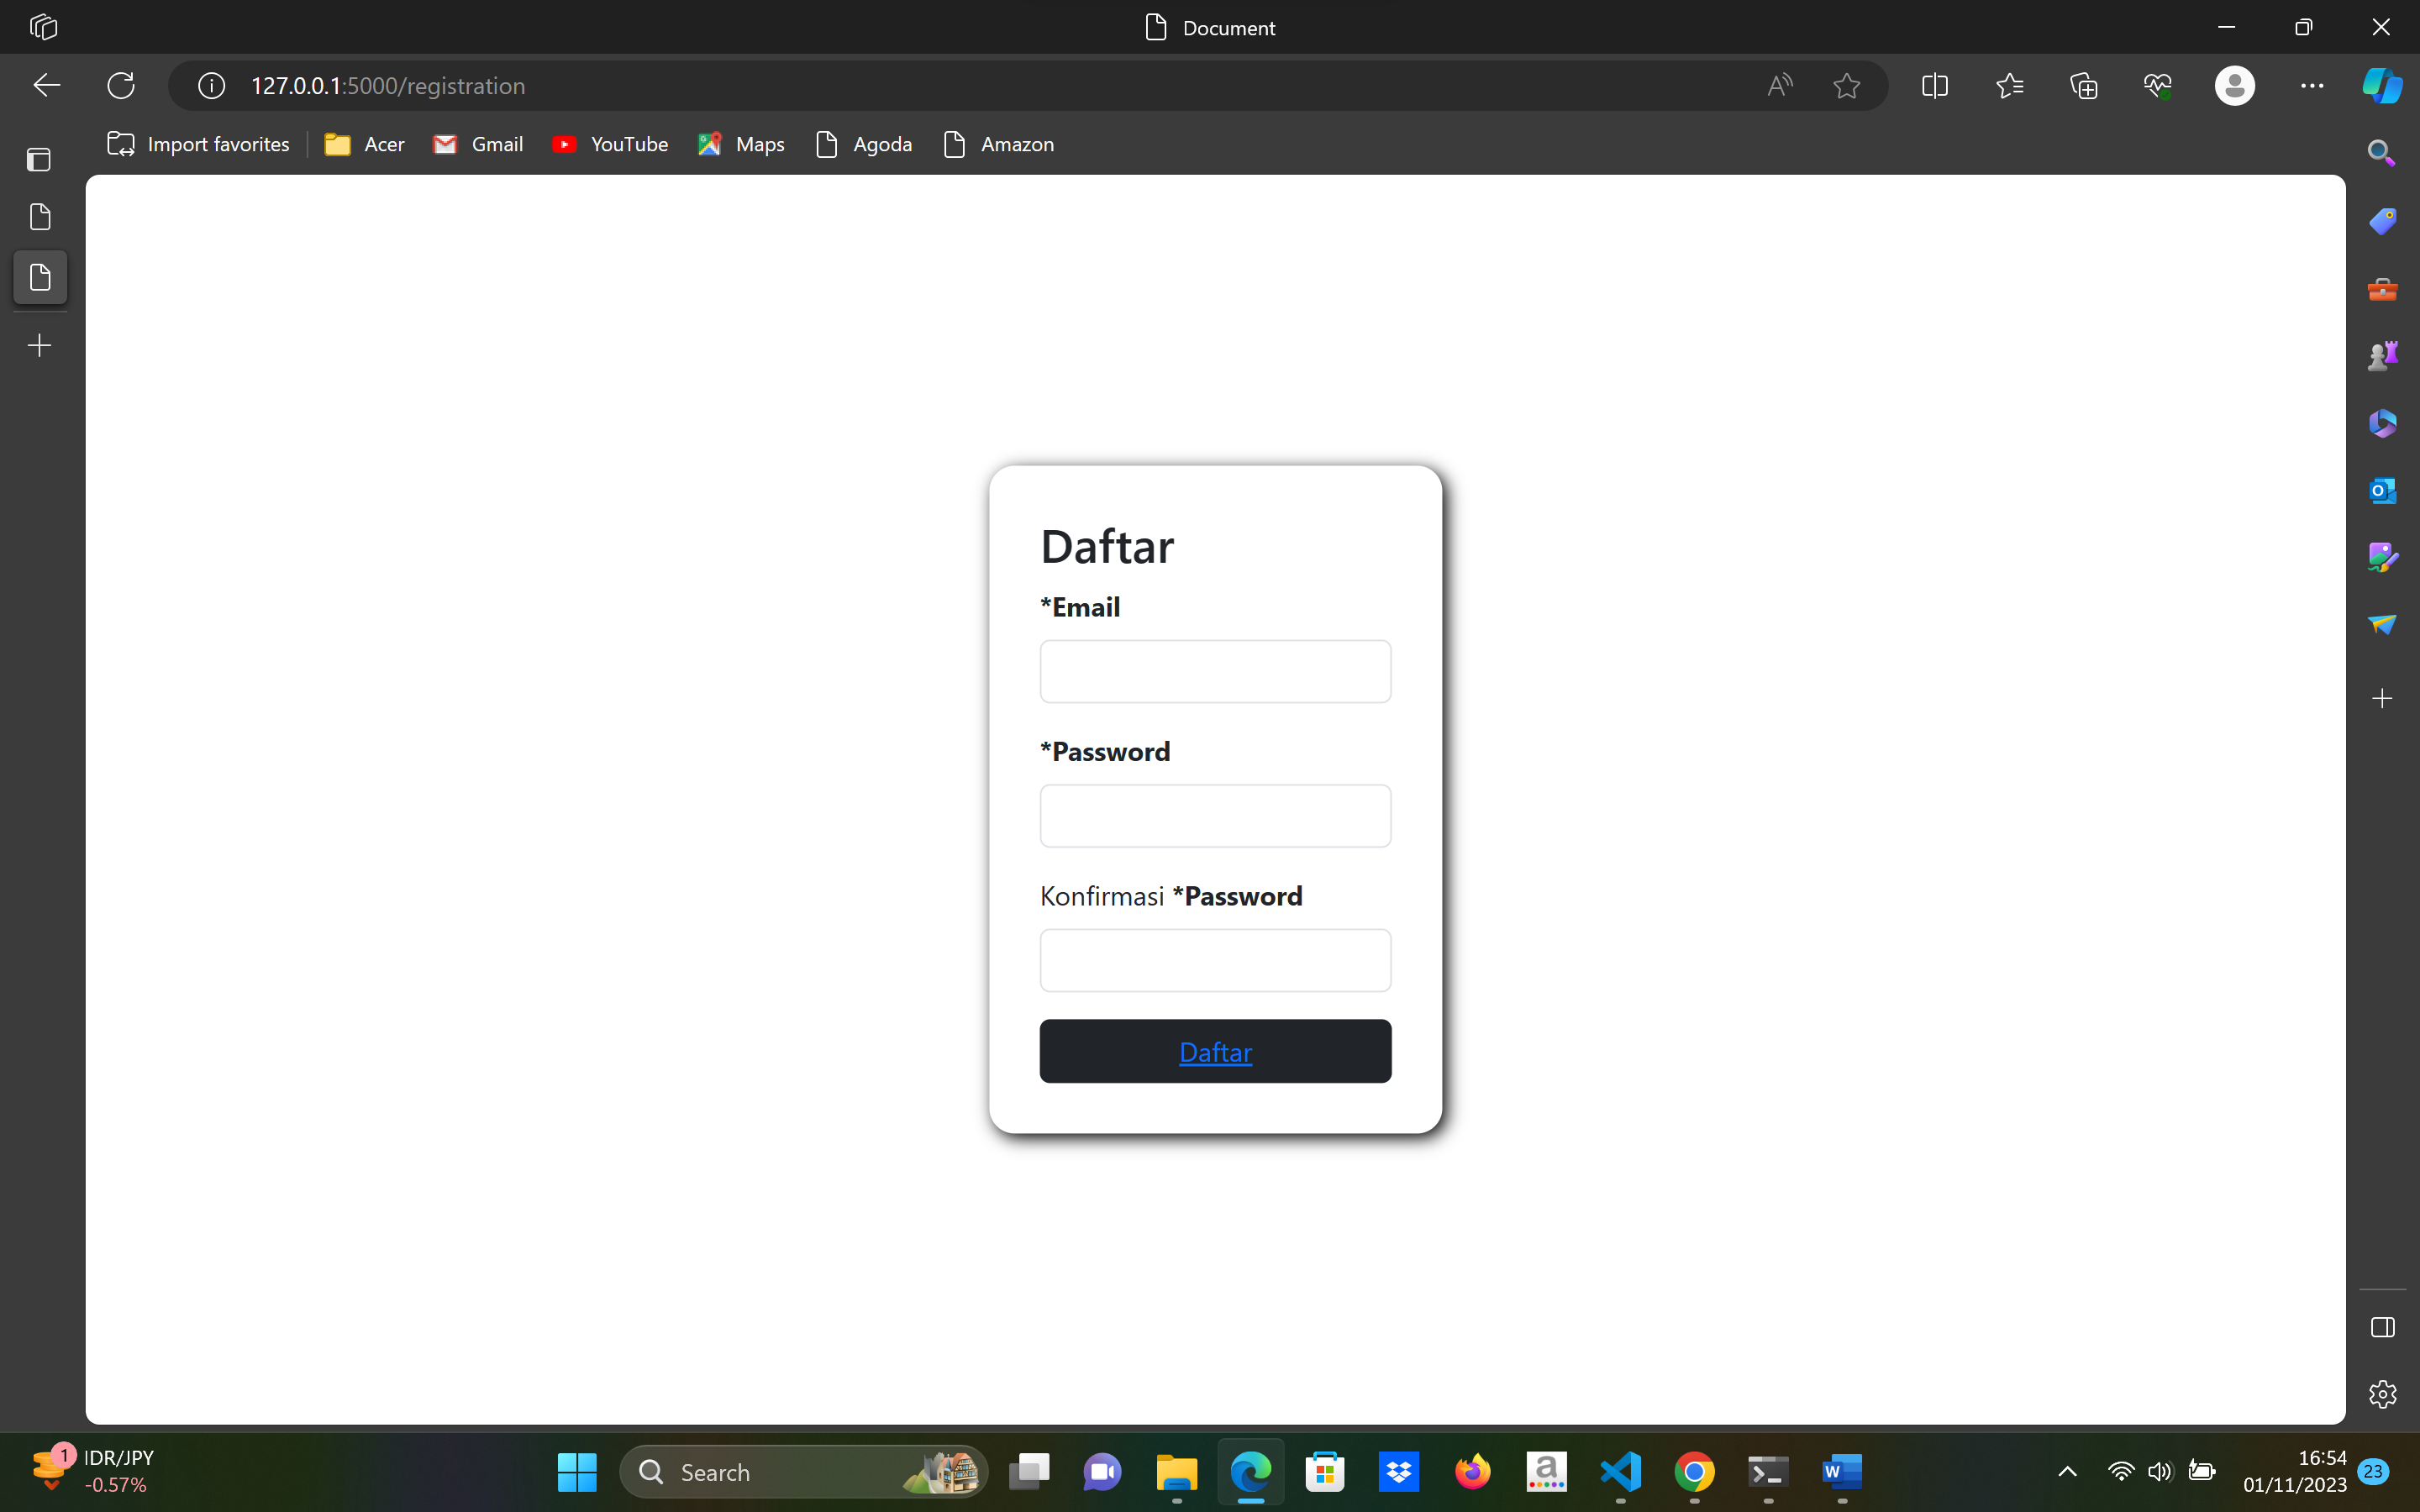 Document
127.0.0.1:5000/registration
Import favorites Acer Gmail YouTube Maps Agoda Amazon
Daftar
*Email
*Password
Konfirmasi *Password
Daftar
1 IDR/JPY
-0.57%
Search
16:54
01/11/2023 23